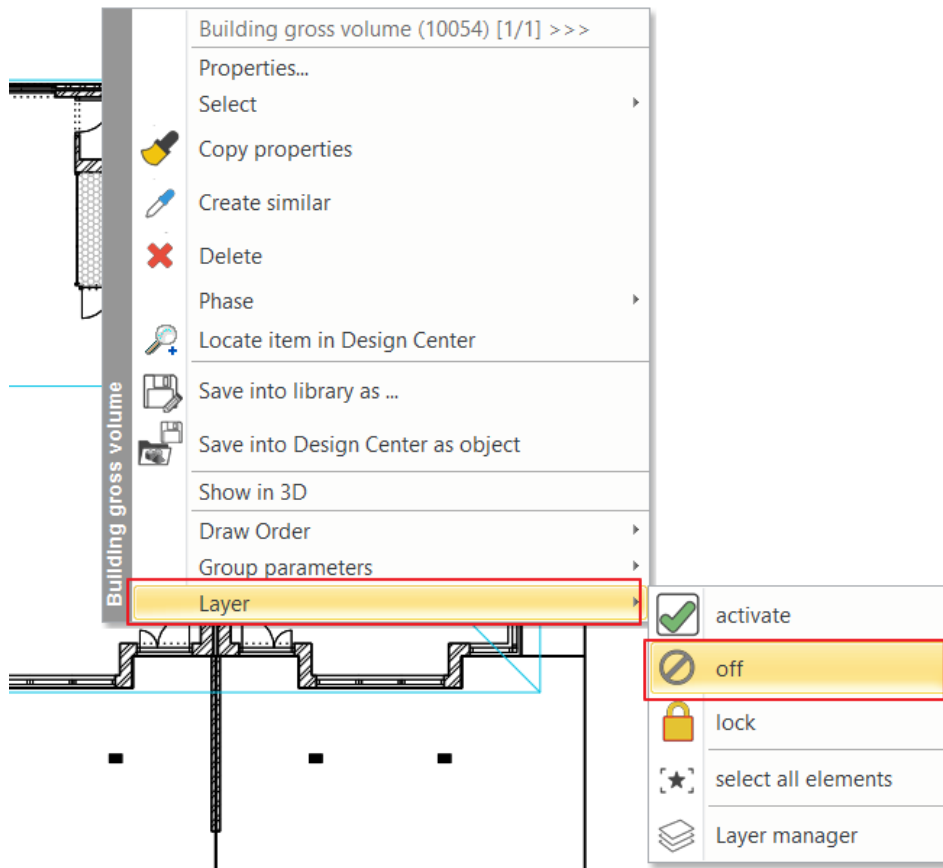 Building gross volume (10054) [1/1] >>>
Properties...
Select
Copy properties
Create similar
Delete
Phase
Locate item in Design Center
Save into library as ...
Save into Design Center as object
Show in 3D
Draw Order
Group parameters
Layer
Building gross volume
activate
off
lock
select all elements
Layer manager